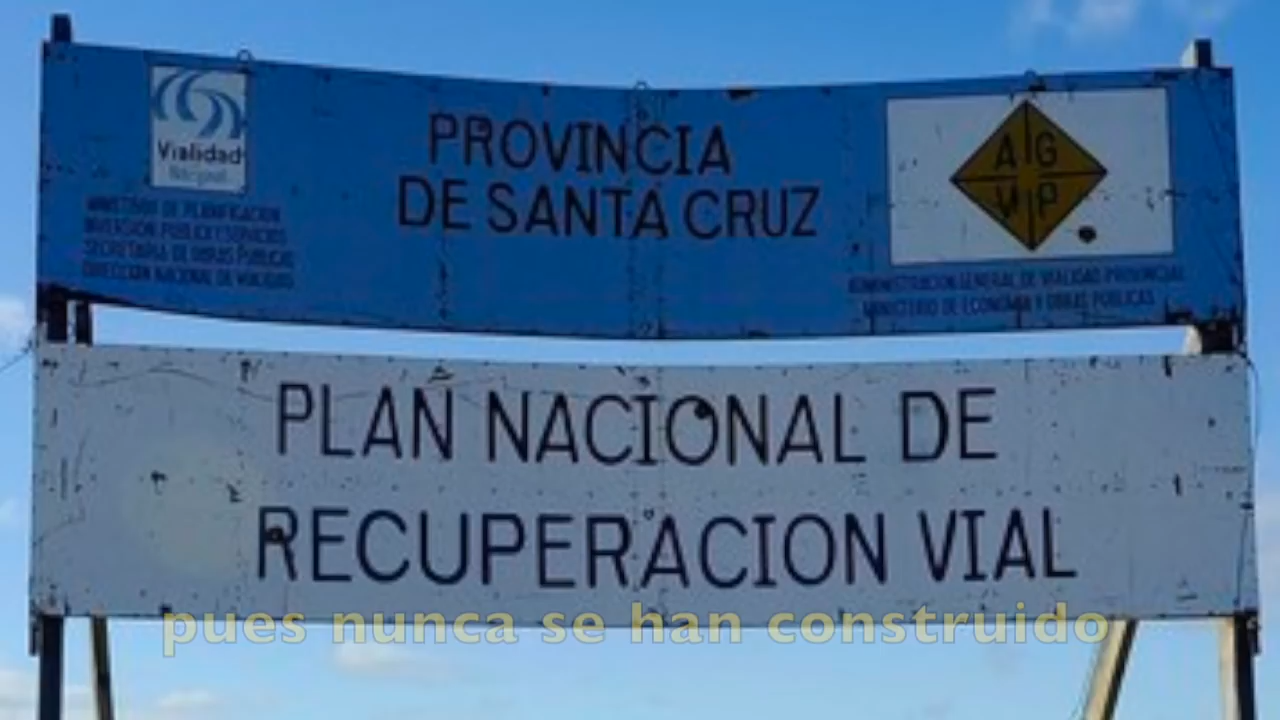 Vialidad
Nacional
MINISTERIO DE PLANIFICACION
INVERSION PUBLICA Y SERVICIOS
SECRETARIA DE OBRAS PUBLICAS
DIRECCION NACIONAL DE VIALIDAD
PROVINCIA
DE SANTA CRUZ
A G
V P
ADMINISTRACION GENERAL DE VIALIDAD PROVINCIAL
MINISTERIO DE ECONOMIA Y OBRAS PUBLICAS
PLAN NACIONAL DE
RECUPERACION VIAL
pues nunca se han construido